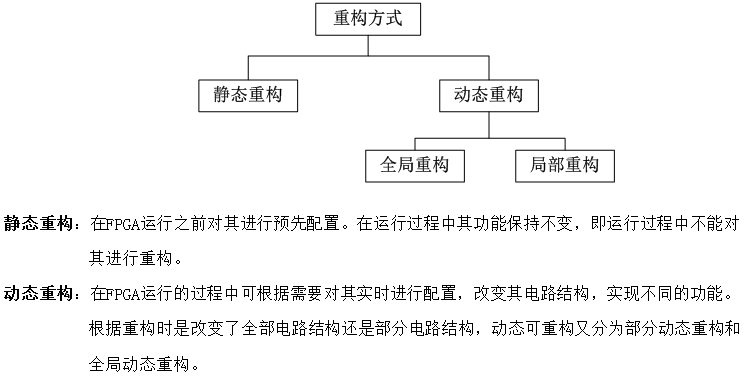 重构方式
静态重构
动态重构
全局重构
局部重构
静态重构：在FPGA运行之前对其进行预先配置。在运行过程中其功能保持不变，即运行过程中不能对
其进行重构。
动态重构：在FPGA运行的过程中可根据需要对其实时进行配置，改变其电路结构，实现不同的功能。
根据重构时是改变了全部电路结构还是部分电路结构，动态可重构又分为部分动态重构和
全局动态重构。